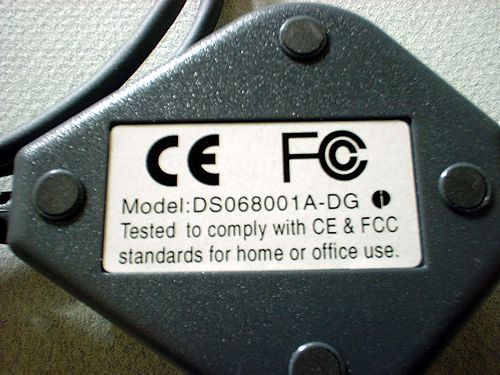 CE FC
Model:DS068001A-DG
Tested to comply with CE & FCC
standards for home or office use.